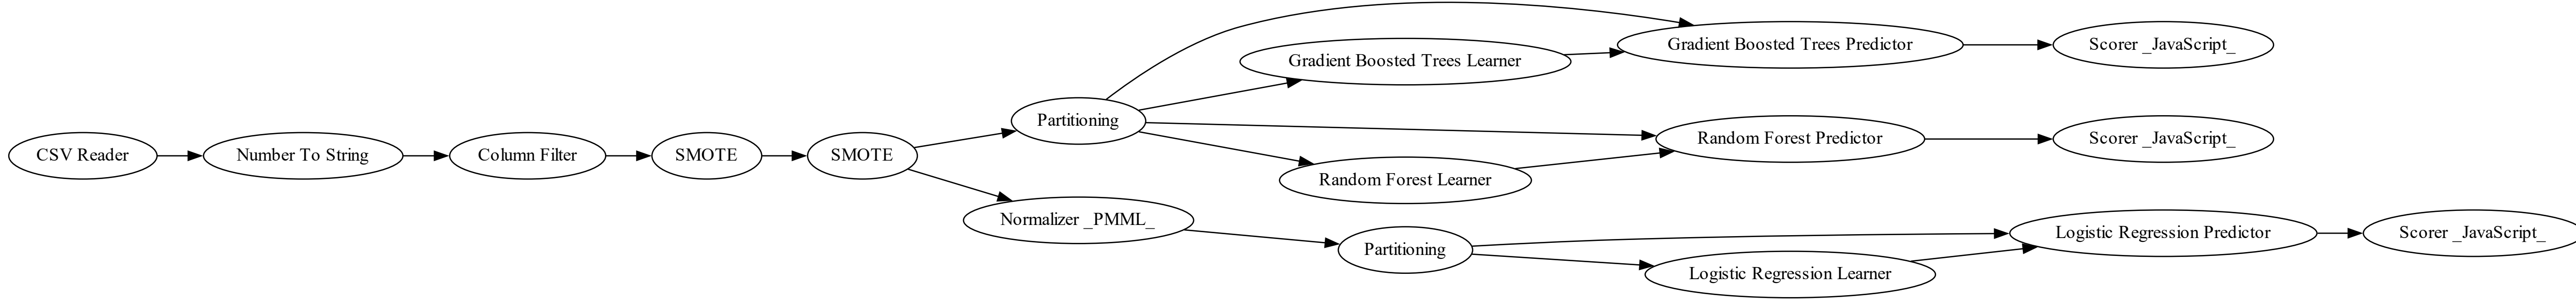 CSV Reader
Number To String
Column Filter
SMOTE
SMOTE
Partitioning
Gradient Boosted Trees Learner
Gradient Boosted Trees Predictor
Scorer _JavaScript_
Random Forest Learner
Random Forest Predictor
Scorer _JavaScript_
Normalizer _PMML_
Partitioning
Logistic Regression Learner
Logistic Regression Predictor
Scorer _JavaScript_